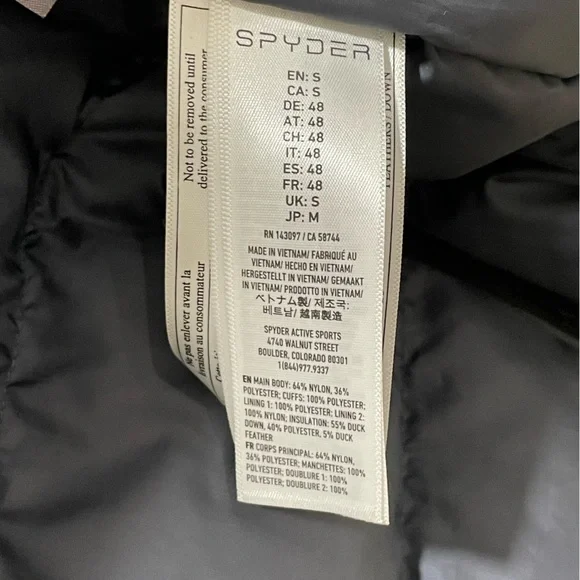 SPYDER
EN: S
CA: S
DE: 48
AT: 48
CH: 48
IT: 48
ES: 48
FR: 48
UK: S
JP: M
RN 143097 / CA 58744
MADE IN VIETNAM/ FABRIQUÉ AU
VIETNAM/ HECHO EN VIETNAM/
HERGESTELLT IN VIETNAM/ GEMAAKT
IN VIETNAM/ PRODOTTO IN VIETNAM/
ベトナム製/ 제조국:
베트남/ 越南製造
SPYDER ACTIVE SPORTS
4740 WALNUT STREET
BOULDER, COLORADO 80301
1(844)977.9337
EN MAIN BODY: 64% NYLON, 36%
POLYESTER; CUFFS: 100% POLYESTER;
LINING 1: 100% POLYESTER; LINING 2:
100% NYLON; INSULATION: 55% DUCK
DOWN, 40% POLYESTER, 5% DUCK
FEATHER
FR CORPS PRINCIPAL: 64% NYLON,
36% POLYESTER; MANCHETTES: 100%
POLYESTER; DOUBLURE 1: 100%
POLYESTER; DOUBLURE 2: 100%
Not to be removed until
delivered to the consumer
Ne pas enlever avant la
livraison au consommateur
FEATHERS / DOWN